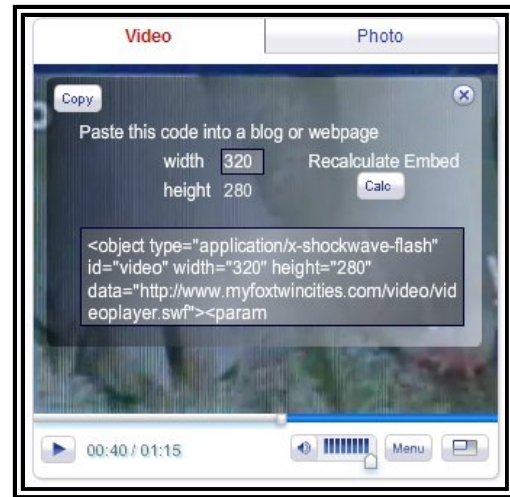 Video Photo
Copy
Paste this code into a blog or webpage
width 320 Recalculate Embed
height 280 Calc
<object type="application/x-shockwave-flash"
id="video" width="320" height="280"
data="http://www.myfoxtwincities.com/video/vid
eoplayer.swf"><param
00:40 / 01:15 Menu